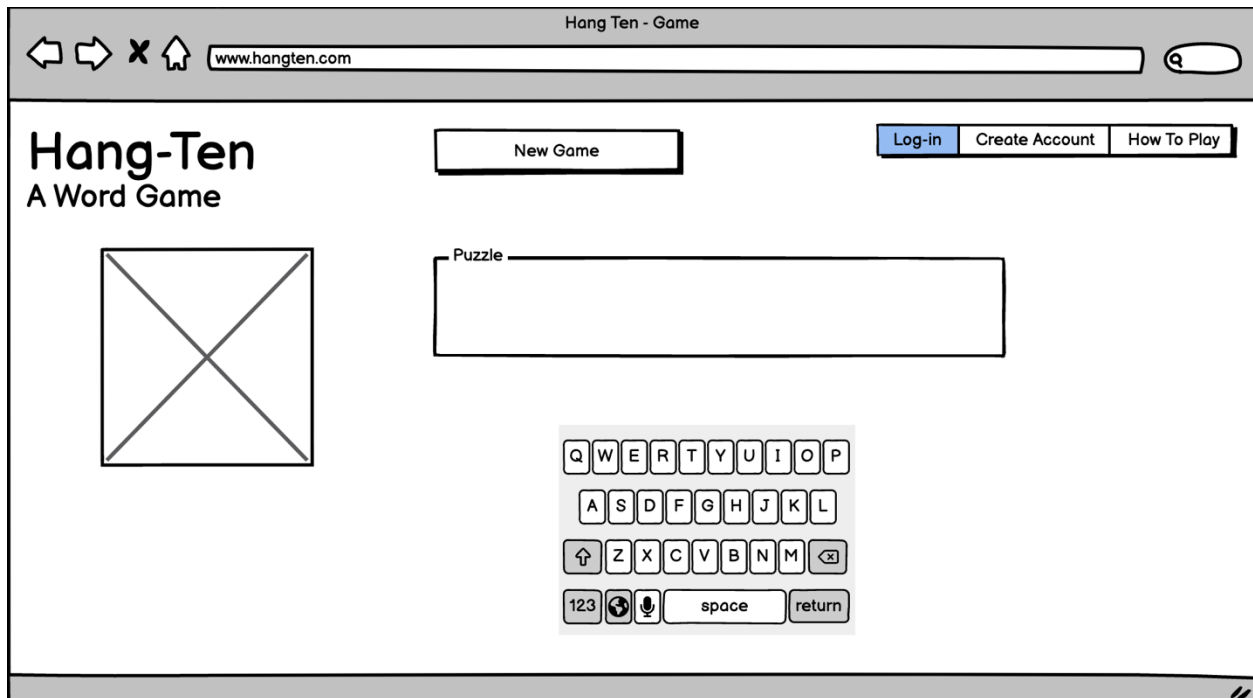 Hang Ten - Game
www.hangten.com
Hang-Ten
A Word Game
New Game
Log-in
Create Account
How To Play
Puzzle
Q W E R T Y U I O P
A S D F G H J K L
Z X C V B N M
123 space return